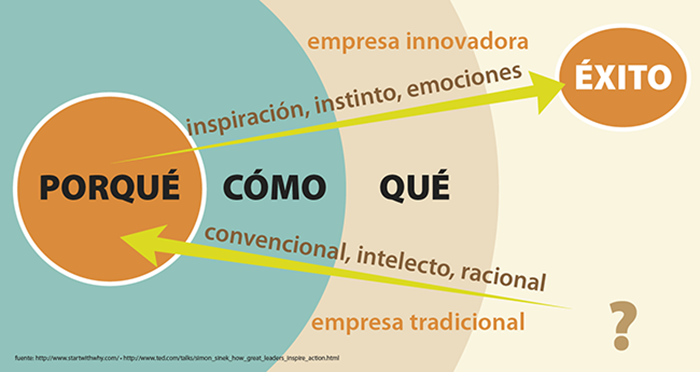 empresa innovadora
inspiración, instinto, emociones
ÉXITO
PORQUÉ
CÓMO
QUÉ
convencional, intelecto, racional
empresa tradicional
?
fuente: http://www.startwithwhy.com/ • http://www.ted.com/talks/simon_sinek_how_great_leaders_inspire_action.html